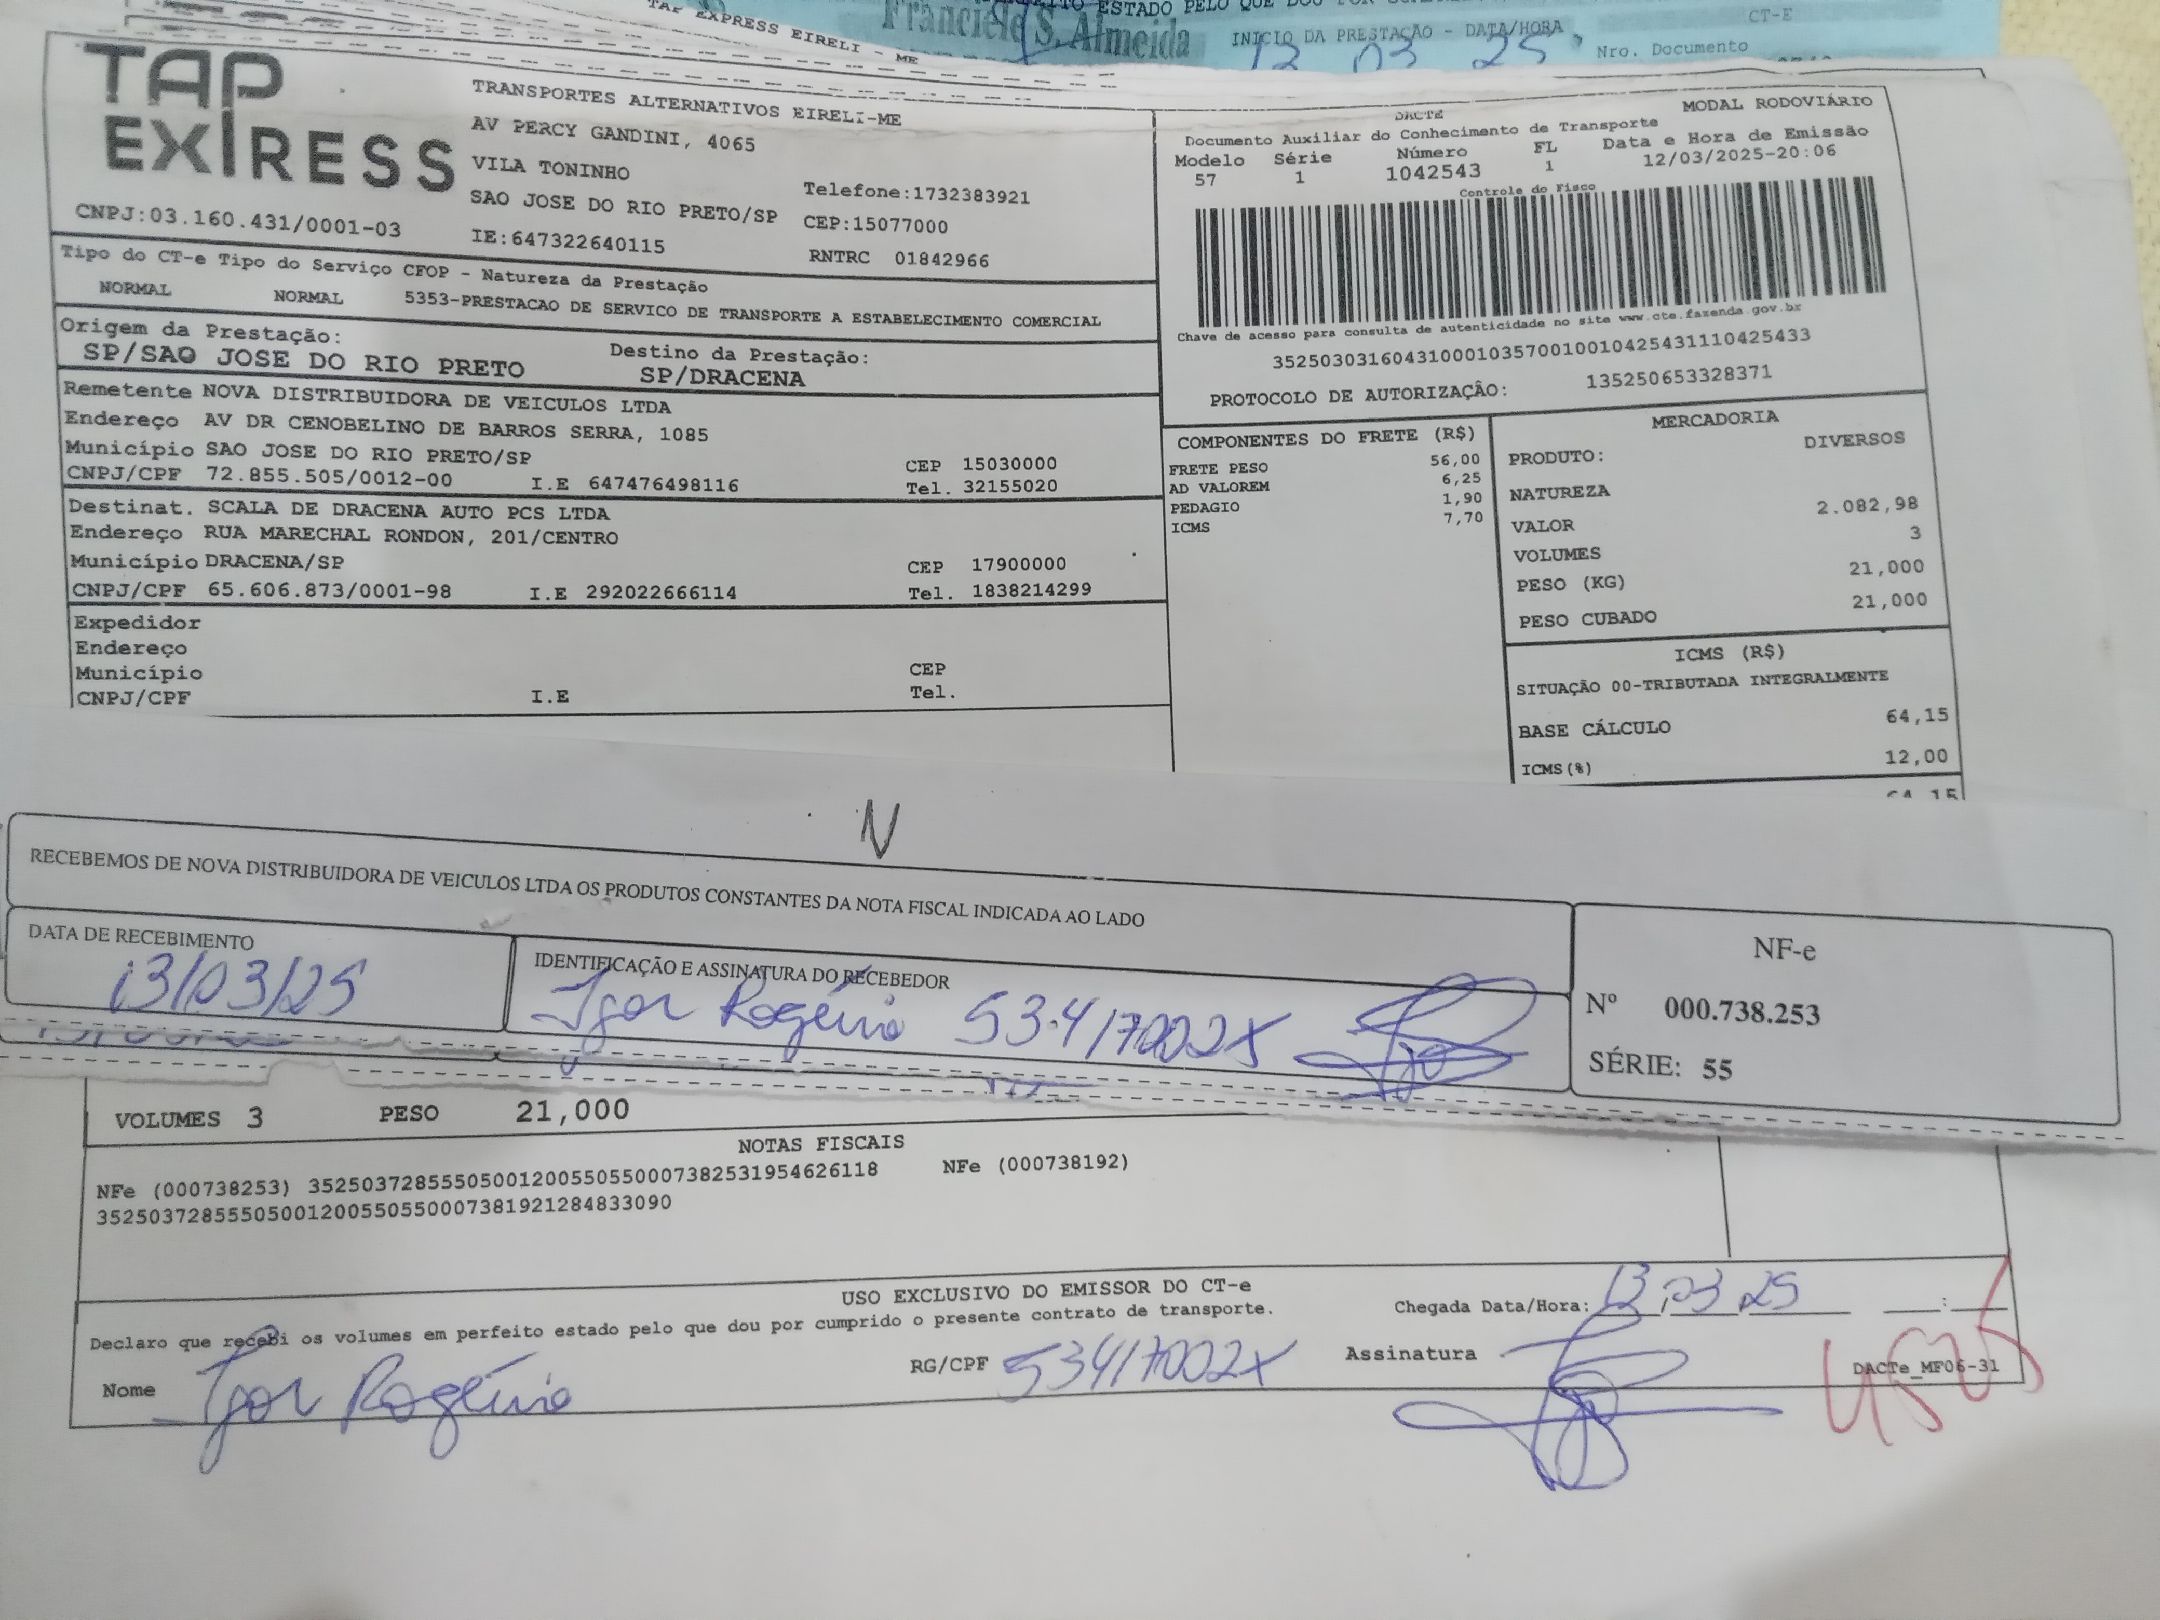 ESTADO PELO QUE DOU POR
Franciele S. Almeida
INICIO DA PRESTAÇÃO - DATA/HORA
12 03 25
CT-E
Nro. Documento
TAP EXPRESS EIRELI - ME
ME
TAP
EXPRESS
CNPJ:03.160.431/0001-03
TRANSPORTES ALTERNATIVOS EIRELI-ME
AV PERCY GANDINI, 4065
VILA TONINHO
SAO JOSE DO RIO PRETO/SP
IE:647322640115
Telefone:1732383921
CEP:15077000
RNTRC 01842966
DACTE
MODAL RODOVIÁRIO
Documento Auxiliar do Conhecimento de Transporte
Modelo Série Número FL Data e Hora de Emissão
57 1 1042543 1 12/03/2025-20:06
Controle do Fisco
Chave de acesso para consulta de autenticidade no site www.cte.fazenda.gov.br
35250303160431000103570010010425431110425433
PROTOCOLO DE AUTORIZAÇÃO: 135250653328371
Tipo do CT-e Tipo do Serviço CFOP - Natureza da Prestação
NORMAL NORMAL 5353-PRESTACAO DE SERVICO DE TRANSPORTE A ESTABELECIMENTO COMERCIAL
Origem da Prestação: Destino da Prestação:
SP/SAO JOSE DO RIO PRETO SP/DRACENA
Remetente NOVA DISTRIBUIDORA DE VEICULOS LTDA
Endereço AV DR CENOBELINO DE BARROS SERRA, 1085
Município SAO JOSE DO RIO PRETO/SP CEP 15030000
CNPJ/CPF 72.855.505/0012-00 I.E 647476498116 Tel. 32155020
Destinat. SCALA DE DRACENA AUTO PCS LTDA
Endereço RUA MARECHAL RONDON, 201/CENTRO
Município DRACENA/SP CEP 17900000
CNPJ/CPF 65.606.873/0001-98 I.E 292022666114 Tel. 1838214299
Expedidor
Endereço
Município CEP
CNPJ/CPF I.E Tel.
COMPONENTES DO FRETE (R$)
FRETE PESO 56,00
AD VALOREM 6,25
PEDAGIO 1,90
ICMS 7,70
MERCADORIA
PRODUTO: DIVERSOS
NATUREZA
VALOR 2.082,98
VOLUMES 3
PESO (KG) 21,000
PESO CUBADO 21,000
ICMS (R$)
SITUAÇÃO 00-TRIBUTADA INTEGRALMENTE
BASE CÁLCULO 64,15
ICMS(%) 12,00
64,15
N
RECEBEMOS DE NOVA DISTRIBUIDORA DE VEICULOS LTDA OS PRODUTOS CONSTANTES DA NOTA FISCAL INDICADA AO LADO
DATA DE RECEBIMENTO
13/03/25
IDENTIFICAÇÃO E ASSINATURA DO RECEBEDOR
Igor Rogério 53.417002X
NF-e
Nº 000.738.253
SÉRIE: 55
VOLUMES 3 PESO 21,000
NOTAS FISCAIS
NFe (000738253) 35250372855505001200550550007382531954626118 NFe (000738192)
35250372855505001200550550007381921284833090
USO EXCLUSIVO DO EMISSOR DO CT-e
Declaro que recebi os volumes em perfeito estado pelo que dou por cumprido o presente contrato de transporte.
Chegada Data/Hora: 13 03 25 :
Nome Igor Rogério
RG/CPF 53417002X
Assinatura
DACTe_MF06-31